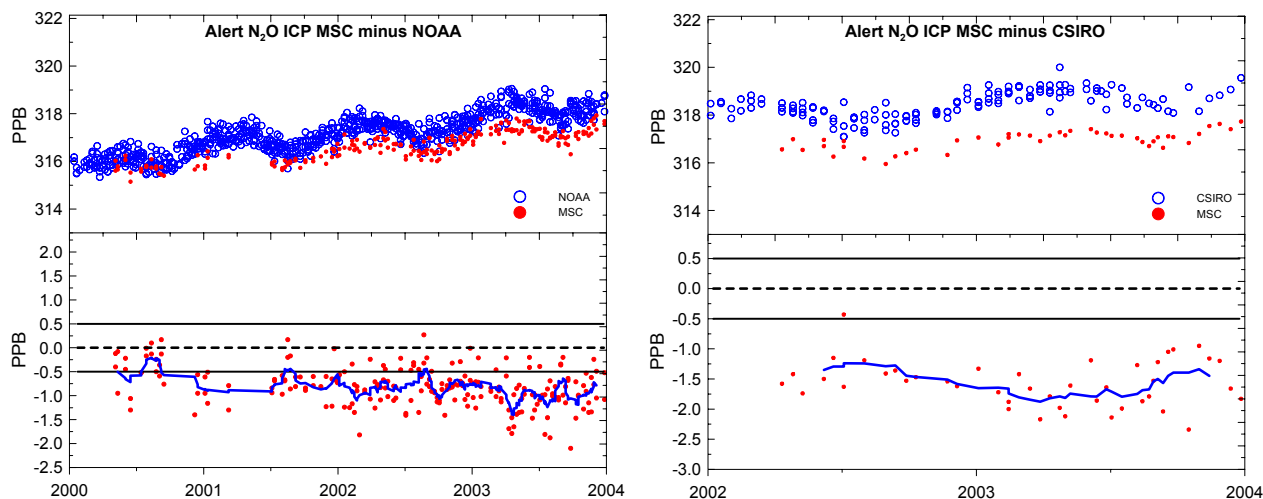 Alert N2O ICP MSC minus NOAA
322
320
318
316
314
PPB
NOAA
MSC
2.0
1.5
1.0
0.5
0.0
-0.5
-1.0
-1.5
-2.0
-2.5
PPB
2000 2001 2002 2003 2004
Alert N2O ICP MSC minus CSIRO
322
320
318
316
314
PPB
CSIRO
MSC
0.5
0.0
-0.5
-1.0
-1.5
-2.0
-2.5
-3.0
PPB
2002 2003 2004